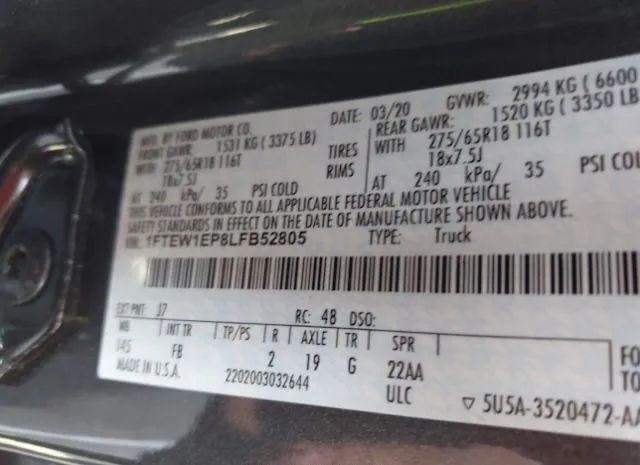 MFD. BY FORD MOTOR CO. DATE: 03/20 GVWR: 2994 KG ( 6600
FRONT GAWR: 1531 KG ( 3375 LB) REAR GAWR: 1520 KG ( 3350 LB
WITH 275/65R18 116T TIRES WITH 275/65R18 116T
18x7.5J RIMS 18x7.5J
AT 240 kPa/ 35 PSI COLD AT 240 kPa/ 35 PSI COL
THIS VEHICLE CONFORMS TO ALL APPLICABLE FEDERAL MOTOR VEHICLE
SAFETY STANDARDS IN EFFECT ON THE DATE OF MANUFACTURE SHOWN ABOVE.
VIN: 1FTEW1EP8LFB52805 TYPE: Truck
EXT PNT: J7 RC: 48 DSO:
WB INT TR TP/PS R AXLE TR SPR
145 FB 2 19 G 22AA
MADE IN U.S.A. 2202003032644 ULC
FO
TO
▽ 5U5A-3520472-AA